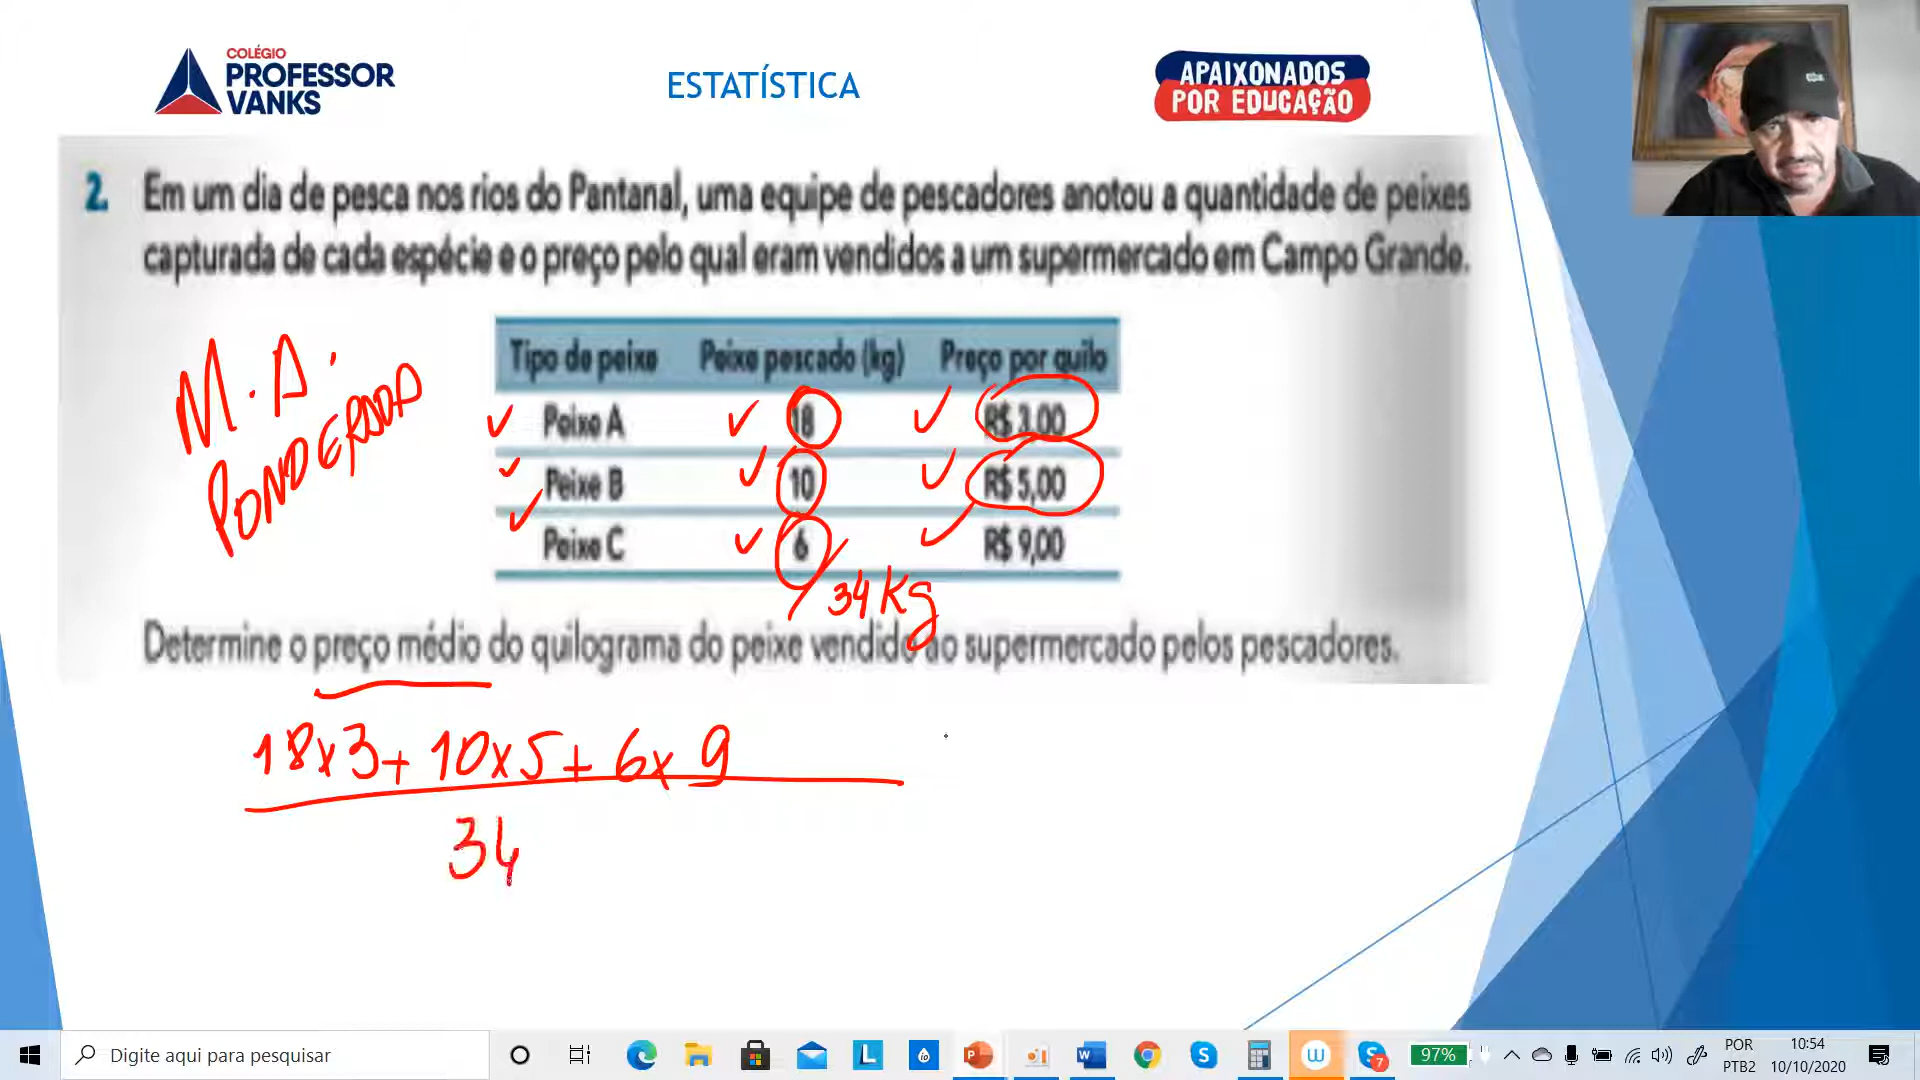 COLÉGIO
PROFESSOR
VANKS
ESTATÍSTICA
APAIXONADOS
POR EDUCAÇÃO
2. Em um dia de pesca nos rios do Pantanal, uma equipe de pescadores anotou a quantidade de peixes
capturada de cada espécie e o preço pelo qual eram vendidos a um supermercado em Campo Grande.
M.A.
PONDERADA
Tipo de peixe Peixe pescado (kg) Preço por quilo
Peixe A 18 R$ 3,00
Peixe B 10 R$ 5,00
Peixe C 6 R$ 9,00
34 kg
Determine o preço médio do quilograma do peixe vendido ao supermercado pelos pescadores.
18x3+10x5+6x9
34
Digite aqui para pesquisar
97%
POR
PTB2
10:54
10/10/2020